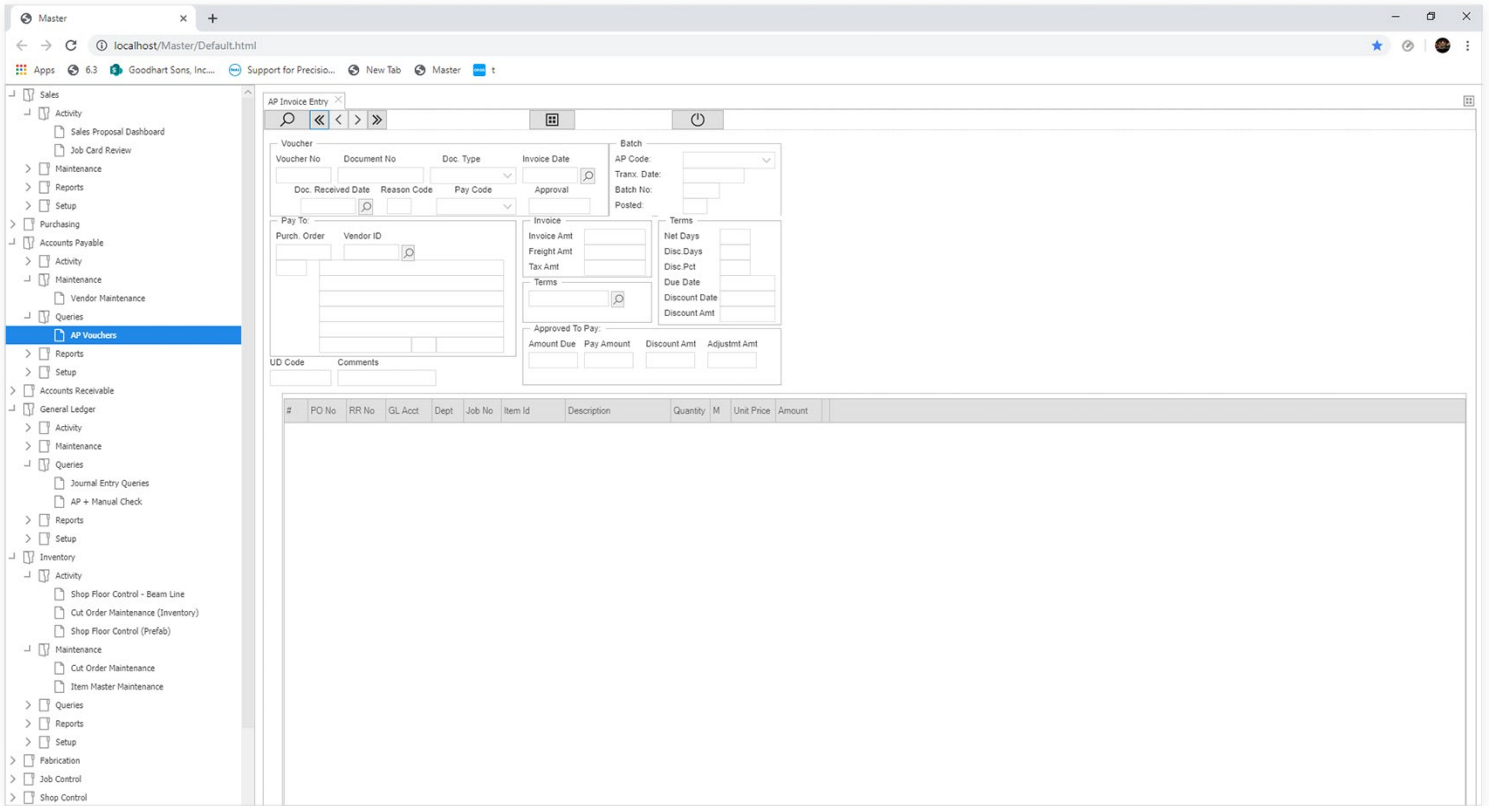 Master
localhost/Master/Default.html
Apps 6.3 Goodhart Sons, Inc... Support for Precisio... New Tab Master t
Sales
Activity
Sales Proposal Dashboard
Job Card Review
Maintenance
Reports
Setup
Purchasing
Accounts Payable
Activity
Maintenance
Vendor Maintenance
Queries
AP Vouchers
Reports
Setup
Accounts Receivable
General Ledger
Activity
Maintenance
Queries
Journal Entry Queries
AP + Manual Check
Reports
Setup
Inventory
Activity
Shop Floor Control - Beam Line
Cut Order Maintenance (Inventory)
Shop Floor Control (Prefab)
Maintenance
Cut Order Maintenance
Item Master Maintenance
Queries
Reports
Setup
Fabrication
Job Control
Shop Control
AP Invoice Entry
Voucher
Voucher No Document No Doc. Type Invoice Date
Doc. Received Date Reason Code Pay Code Approval
Batch
AP Code:
Tranx. Date:
Batch No:
Posted:
Pay To:
Purch. Order Vendor ID
Invoice
Invoice Amt
Freight Amt
Tax Amt
Terms
Terms
Net Days
Disc.Days
Disc.Pct
Due Date
Discount Date
Discount Amt
Approved To Pay:
Amount Due Pay Amount Discount Amt Adjustmt Amt
UD Code Comments
# PO No RR No GL Acct Dept Job No Item Id Description Quantity M Unit Price Amount